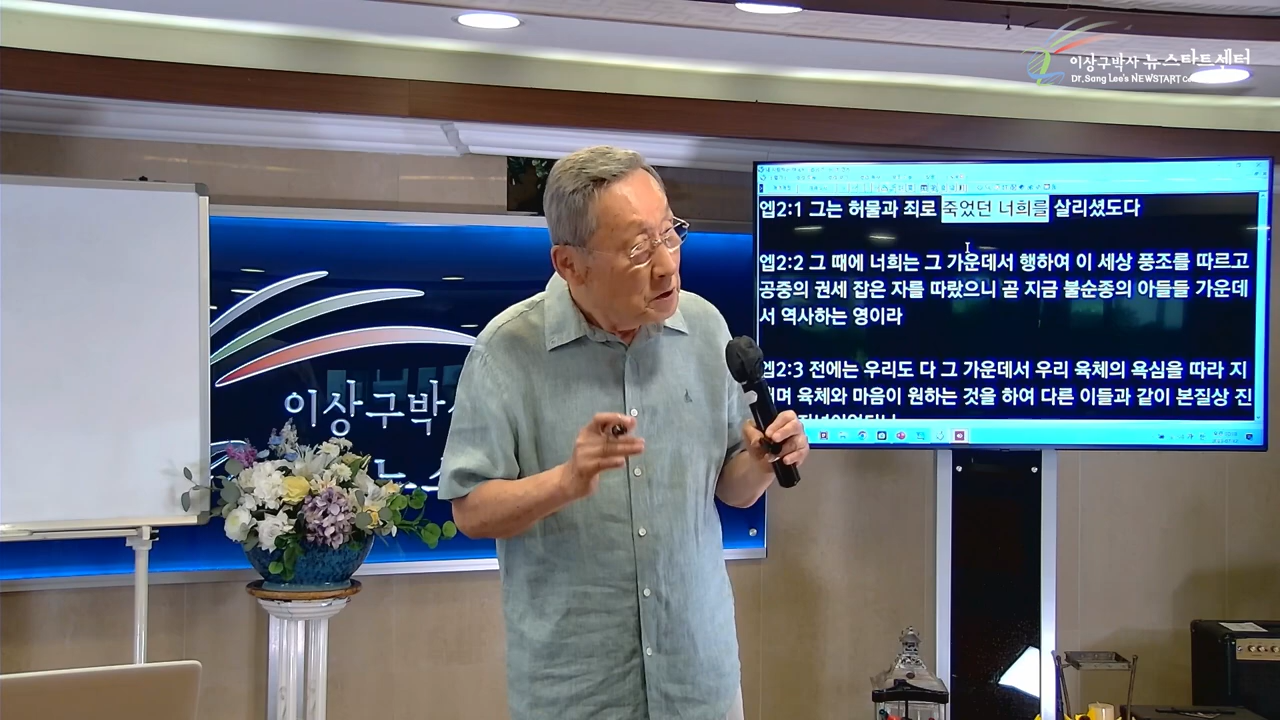 이상구박사 뉴스타트센터
Dr. Sang Lee's NEWSTART
엡2:1 그는 허물과 죄로 죽었던 너희를 살리셨도다
엡2:2 그 때에 너희는 그 가운데서 행하여 이 세상 풍조를 따르고
공중의 권세 잡은 자를 따랐으니 곧 지금 불순종의 아들들 가운데
서 역사하는 영이라
엡2:3 전에는 우리도 다 그 가운데서 우리 육체의 욕심을 따라 지
며 육체와 마음이 원하는 것을 하여 다른 이들과 같이 본질상 진
이상구박